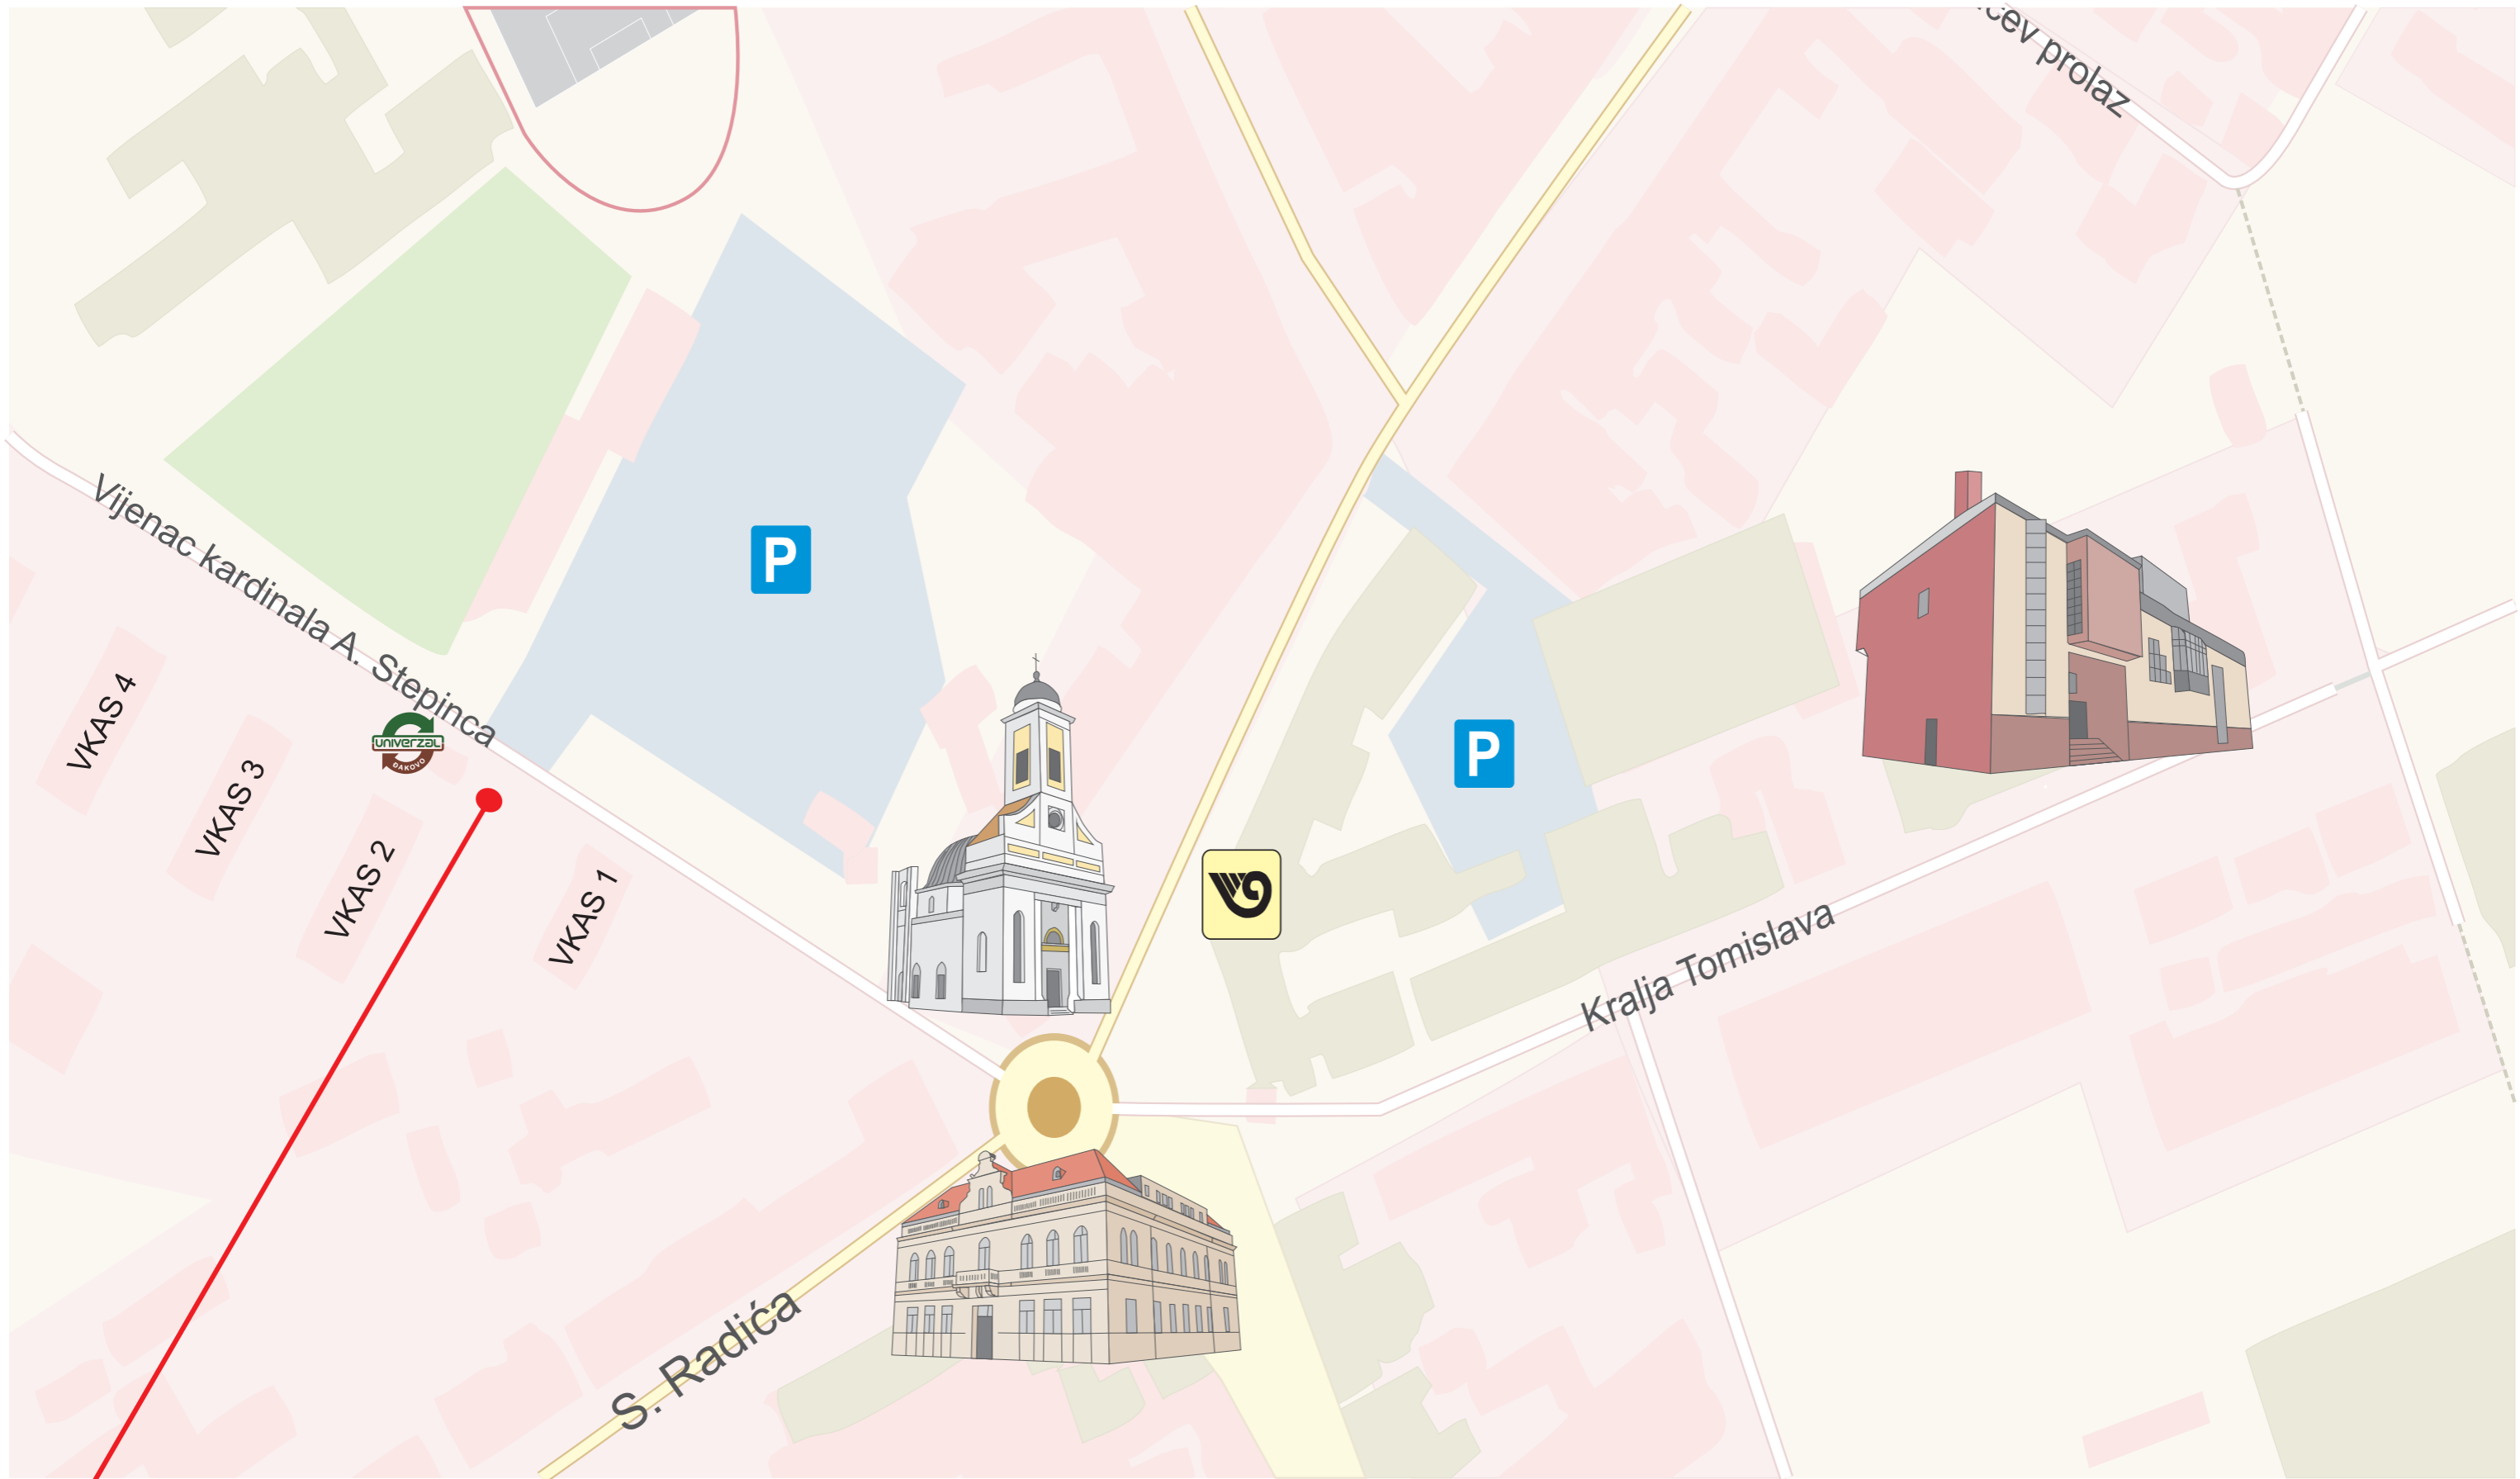 prolaz
Vijenac kardinala A. Stepinca
P
VKAS 4
UNIVERZAL
ĐAKOVO
VKAS 3
P
VKAS 2
VKAS 1
Kralja Tomislava
S. Radića